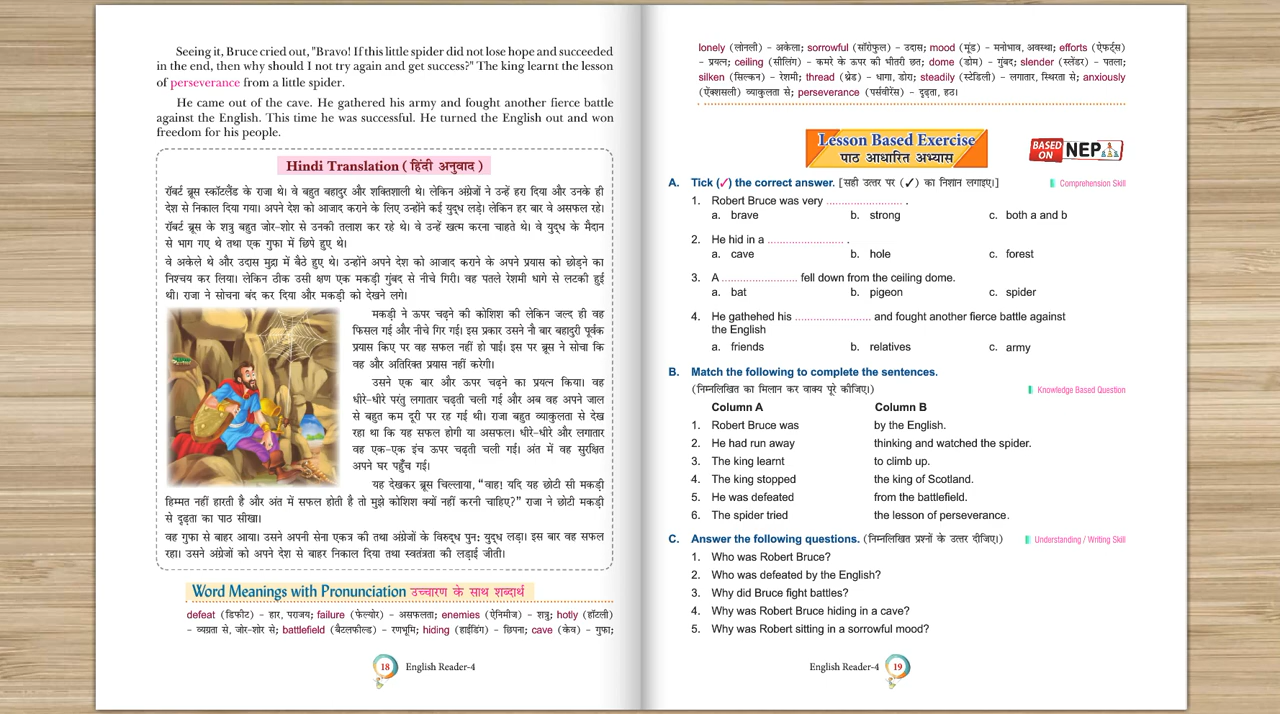 Seeing it, Bruce cried out, "Bravo! If this little spider did not lose hope and succeeded
in the end, then why should I not try again and get success?" The king learnt the lesson
of perseverance from a little spider.
He came out of the cave. He gathered his army and fought another fierce battle
against the English. This time he was successful. He turned the English out and won
freedom for his people.
Hindi Translation ( हिंदी अनुवाद )
रॉबर्ट ब्रूस स्कॉटलैंड के राजा थे। वे बहुत बहादुर और शक्तिशाली थे। लेकिन अंग्रेजों ने उन्हें हरा दिया और उनके ही
देश से निकाल दिया गया। अपने देश को आजाद कराने के लिए उन्होंने कई युद्ध लड़े। लेकिन हर बार वे असफल रहे।
रॉबर्ट ब्रूस के शत्रु बहुत जोर-शोर से उनकी तलाश कर रहे थे। वे उन्हें खत्म करना चाहते थे। वे युद्ध के मैदान
से भाग गए थे तथा एक गुफा में छिपे हुए थे।
वे अकेले थे और उदास मुद्रा में बैठे हुए थे। उन्होंने अपने देश को आजाद कराने के अपने प्रयास को छोड़ने का
निश्चय कर लिया। लेकिन ठीक उसी क्षण एक मकड़ी गुंबद से नीचे गिरी। वह पतले रेशमी धागे से लटकी हुई
थी। राजा ने सोचना बंद कर दिया और मकड़ी को देखने लगे।
मकड़ी ने ऊपर चढ़ने की कोशिश की लेकिन जल्द ही वह
फिसल गई और नीचे गिर गई। इस प्रकार उसने नौ बार बहादुरी पूर्वक
प्रयास किए पर वह सफल नहीं हो पाई। इस पर ब्रूस ने सोचा कि
वह और अतिरिक्त प्रयास नहीं करेगी।
उसने एक बार और ऊपर चढ़ने का प्रयत्न किया। वह
धीरे-धीरे परंतु लगातार चढ़ती चली गई और अब वह अपने जाल
से बहुत कम दूरी पर रह गई थी। राजा बहुत व्याकुलता से देख
रहा था कि यह सफल होगी या असफल। धीरे-धीरे और लगातार
वह एक-एक इंच ऊपर चढ़ती चली गई। अंत में वह सुरक्षित
अपने घर पहुँच गई।
यह देखकर ब्रूस चिल्लाया, “वाह! यदि यह छोटी सी मकड़ी
हिम्मत नहीं हारती है और अंत में सफल होती है तो मुझे कोशिश क्यों नहीं करनी चाहिए?” राजा ने छोटी मकड़ी
से दृढ़ता का पाठ सीखा।
वह गुफा से बाहर आया। उसने अपनी सेना एकत्र की तथा अंग्रेजों के विरुद्ध पुन: युद्ध लड़ा। इस बार वह सफल
रहा। उसने अंग्रेजों को अपने देश से बाहर निकाल दिया तथा स्वतंत्रता की लड़ाई जीती।
Word Meanings with Pronunciation उच्चारण के साथ शब्दार्थ
defeat (डिफीट) – हार, पराजय; failure (फेल्योर) – असफलता; enemies (ऐनिमीज) – शत्रु; hotly (हॉटली)
– व्यग्रता से, जोर-शोर से; battlefield (बैटलफील्ड) – रणभूमि; hiding (हाईडिंग) – छिपना; cave (केव) – गुफा;
18 English Reader-4
lonely (लोनली) – अकेला; sorrowful (सॉरोफुल) – उदास; mood (मूड) – मनोभाव, अवस्था; efforts (ऐफर्ट्स)
– प्रयत्न; ceiling (सीलिंग) – कमरे के ऊपर की भीतरी छत; dome (डोम) – गुंबद; slender (स्लेंडर) – पतला;
silken (सिल्कन) – रेशमी; thread (थ्रेड) – धागा, डोरा; steadily (स्टेडिली) – लगातार, स्थिरता से; anxiously
(ऐंक्शसली) व्याकुलता से; perseverance (पर्सवीरेंस) – दृढ़ता, हठ।
Lesson Based Exercise
पाठ आधारित अभ्यास
BASED ON NEP
A. Tick (✓) the correct answer. [सही उत्तर पर (✓) का निशान लगाइए।] Comprehension Skill
1. Robert Bruce was very ........................ .
a. brave b. strong c. both a and b
2. He hid in a ........................ .
a. cave b. hole c. forest
3. A ........................ fell down from the ceiling dome.
a. bat b. pigeon c. spider
4. He gathehed his ........................ and fought another fierce battle against
the English
a. friends b. relatives c. army
B. Match the following to complete the sentences.
(निम्नलिखित का मिलान कर वाक्य पूरे कीजिए।) Knowledge Based Question
Column A Column B
1. Robert Bruce was by the English.
2. He had run away thinking and watched the spider.
3. The king learnt to climb up.
4. The king stopped the king of Scotland.
5. He was defeated from the battlefield.
6. The spider tried the lesson of perseverance.
C. Answer the following questions. (निम्नलिखित प्रश्नों के उत्तर दीजिए।) Understanding / Writing Skill
1. Who was Robert Bruce?
2. Who was defeated by the English?
3. Why did Bruce fight battles?
4. Why was Robert Bruce hiding in a cave?
5. Why was Robert sitting in a sorrowful mood?
English Reader-4 19